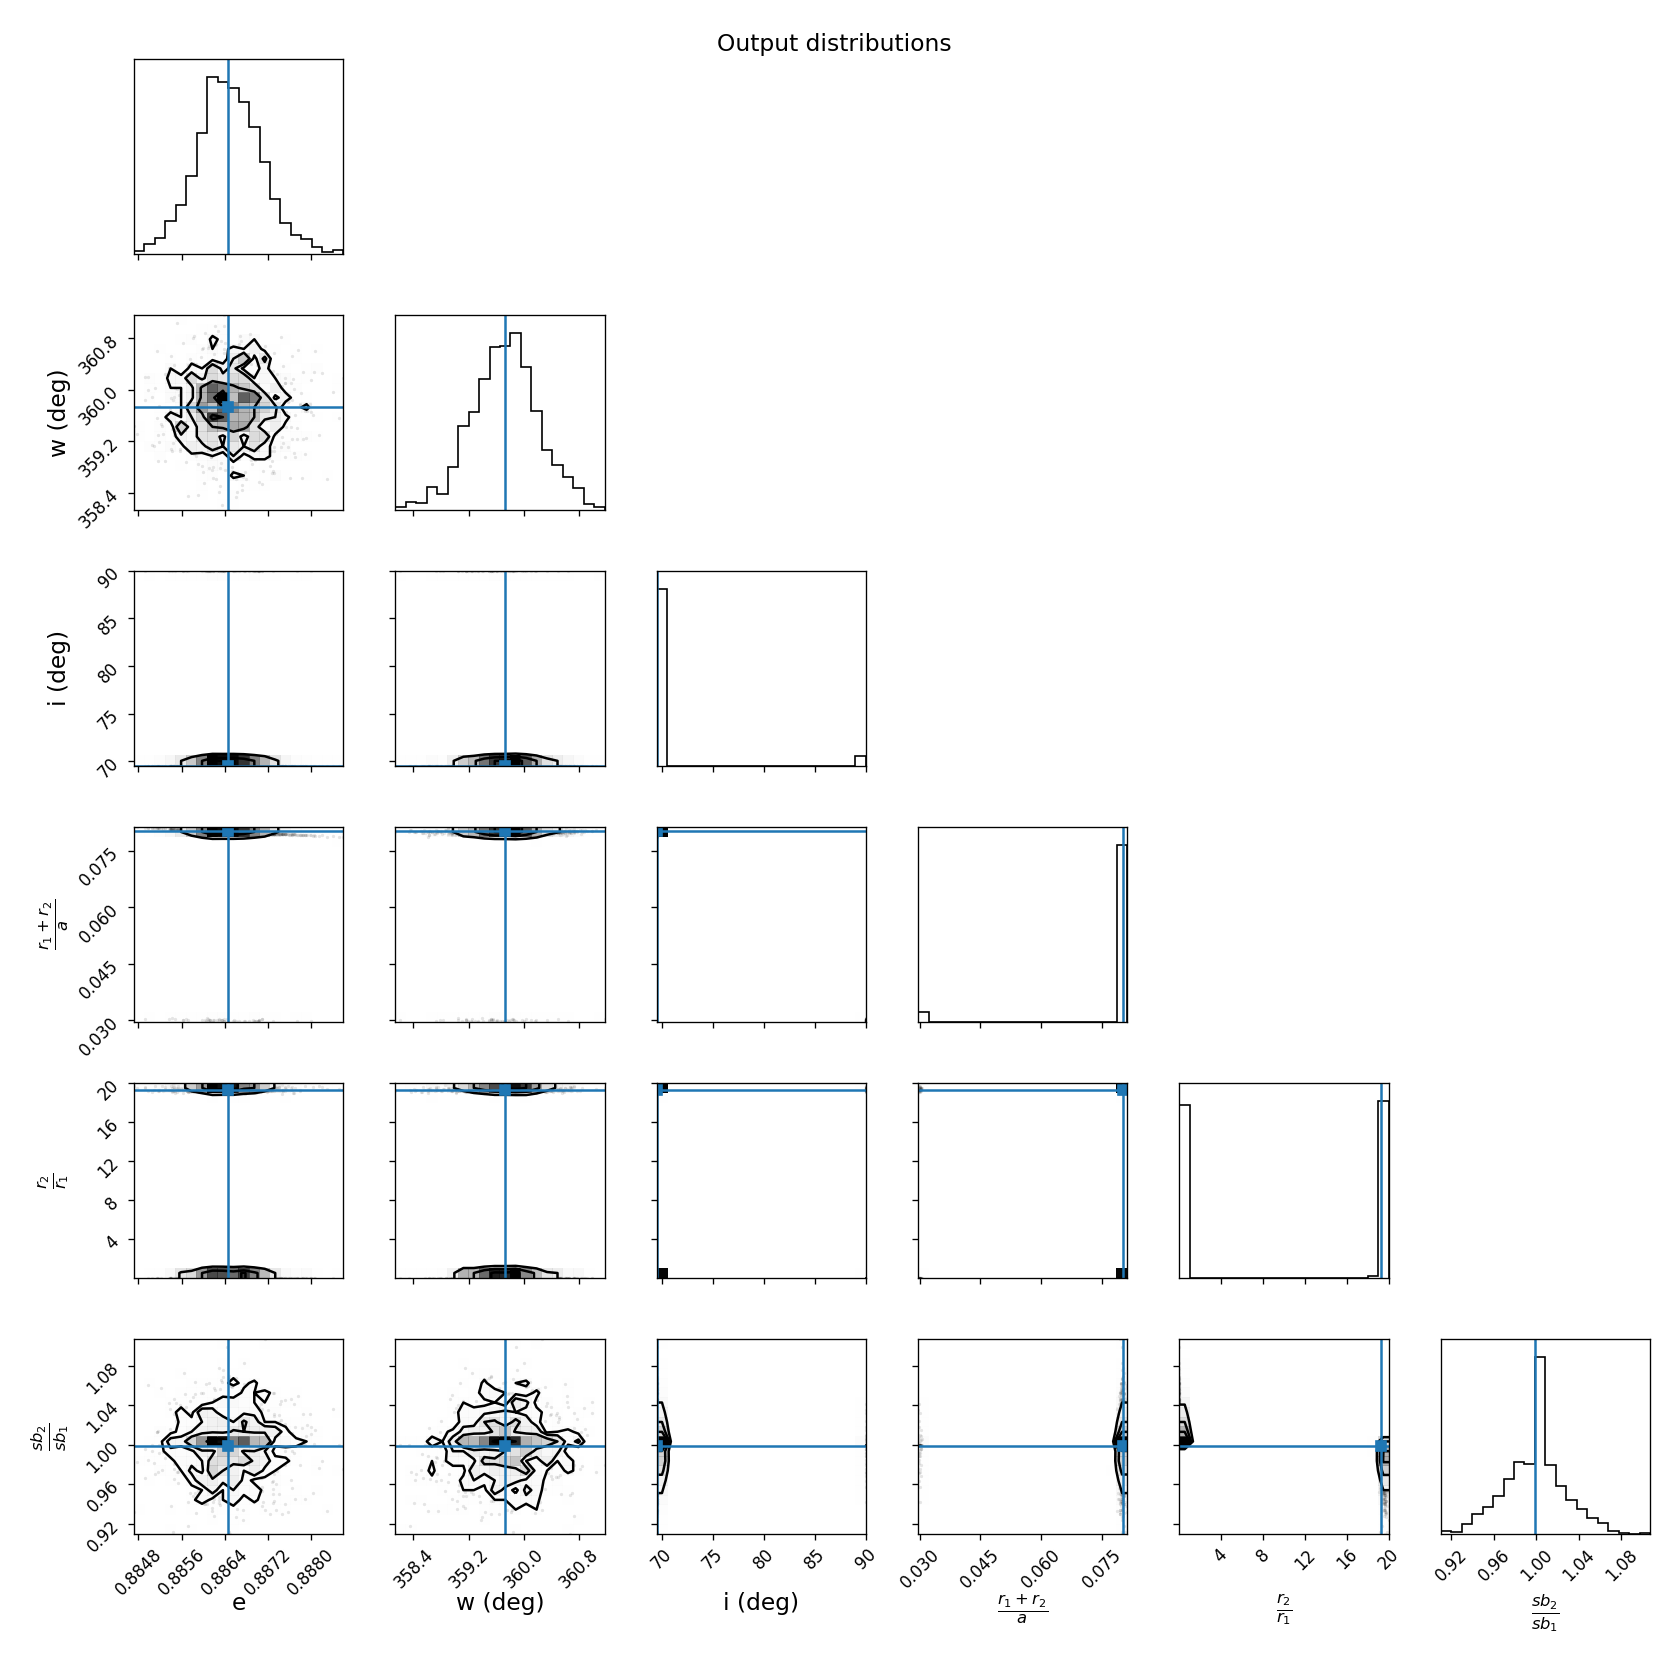 Output distributions
w (deg)
360.8
360.0
359.2
358.4
i (deg)
90
85
80
75
70
r1 + r2
a
0.075
0.060
0.045
0.030
r2
r1
20
16
12
8
4
sb2
sb1
1.08
1.04
1.00
0.96
0.92
0.8848 0.8856 0.8864 0.8872 0.8880
358.4 359.2 360.0 360.8
70 75 80 85 90
0.030 0.045 0.060 0.075
4 8 12 16 20
0.92 0.96 1.00 1.04 1.08
e
w (deg)
i (deg)
r1 + r2
a
r2
r1
sb2
sb1